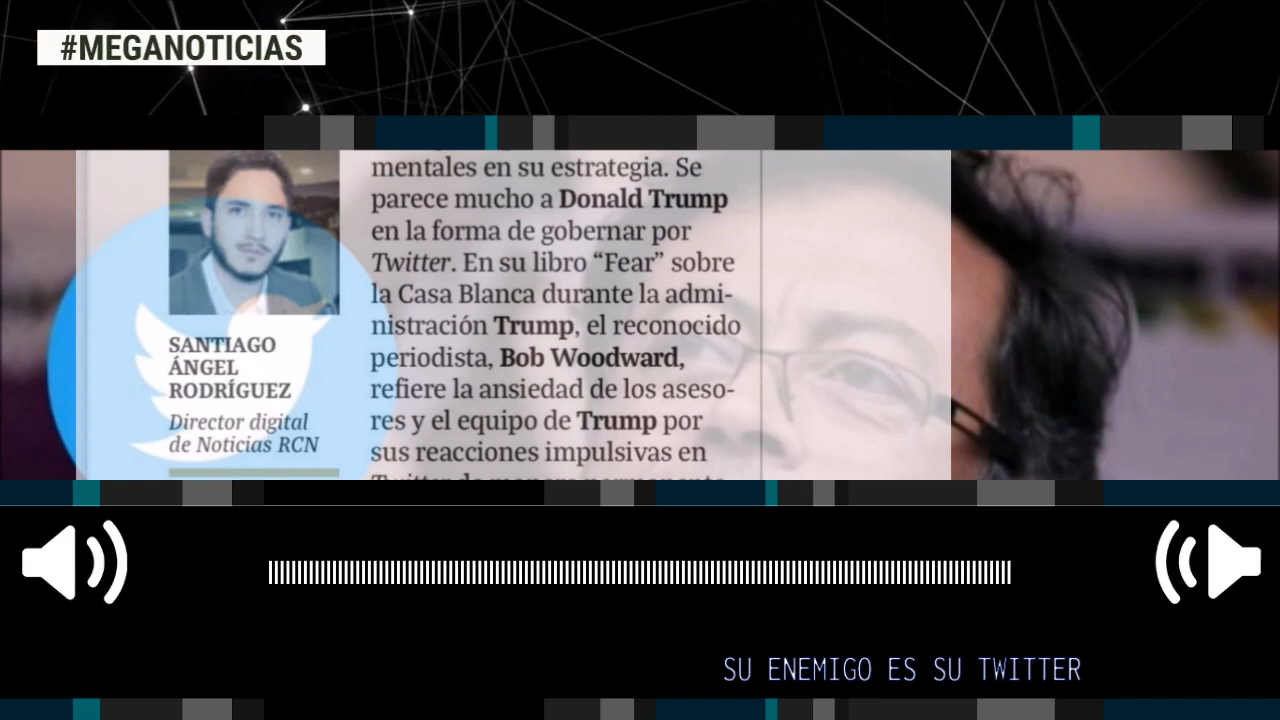 #MEGANOTICIAS
SANTIAGO
ÁNGEL
RODRÍGUEZ
Director digital
de Noticias RCN
mentales en su estrategia. Se
parece mucho a Donald Trump
en la forma de gobernar por
Twitter. En su libro “Fear” sobre
la Casa Blanca durante la admi-
nistración Trump, el reconocido
periodista, Bob Woodward,
refiere la ansiedad de los aseso-
res y el equipo de Trump por
sus reacciones impulsivas en
SU ENEMIGO ES SU TWITTER